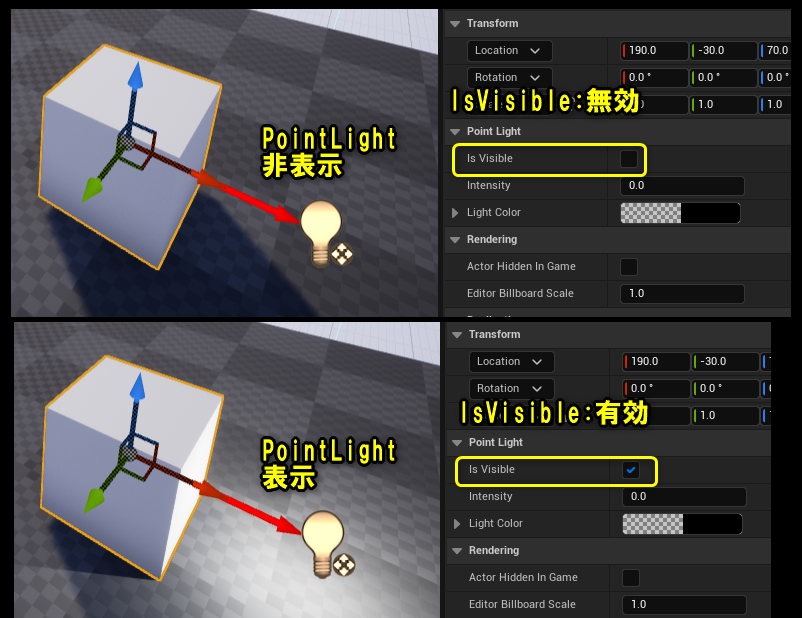 Transform
Location 190.0 -30.0 70.0
Rotation 0.0 ° 0.0 ° 0.0 °
IsVisible:無効
1.0 1.0
PointLight
非表示
Point Light
Is Visible
Intensity 0.0
Light Color
Rendering
Actor Hidden In Game
Editor Billboard Scale 1.0
Transform
Location 190.0 -30.0
Rotation 0.0 ° 0.0 °
IsVisible:有効
1.0
PointLight
表示
Point Light
Is Visible
Intensity 0.0
Light Color
Rendering
Actor Hidden In Game
Editor Billboard Scale 1.0